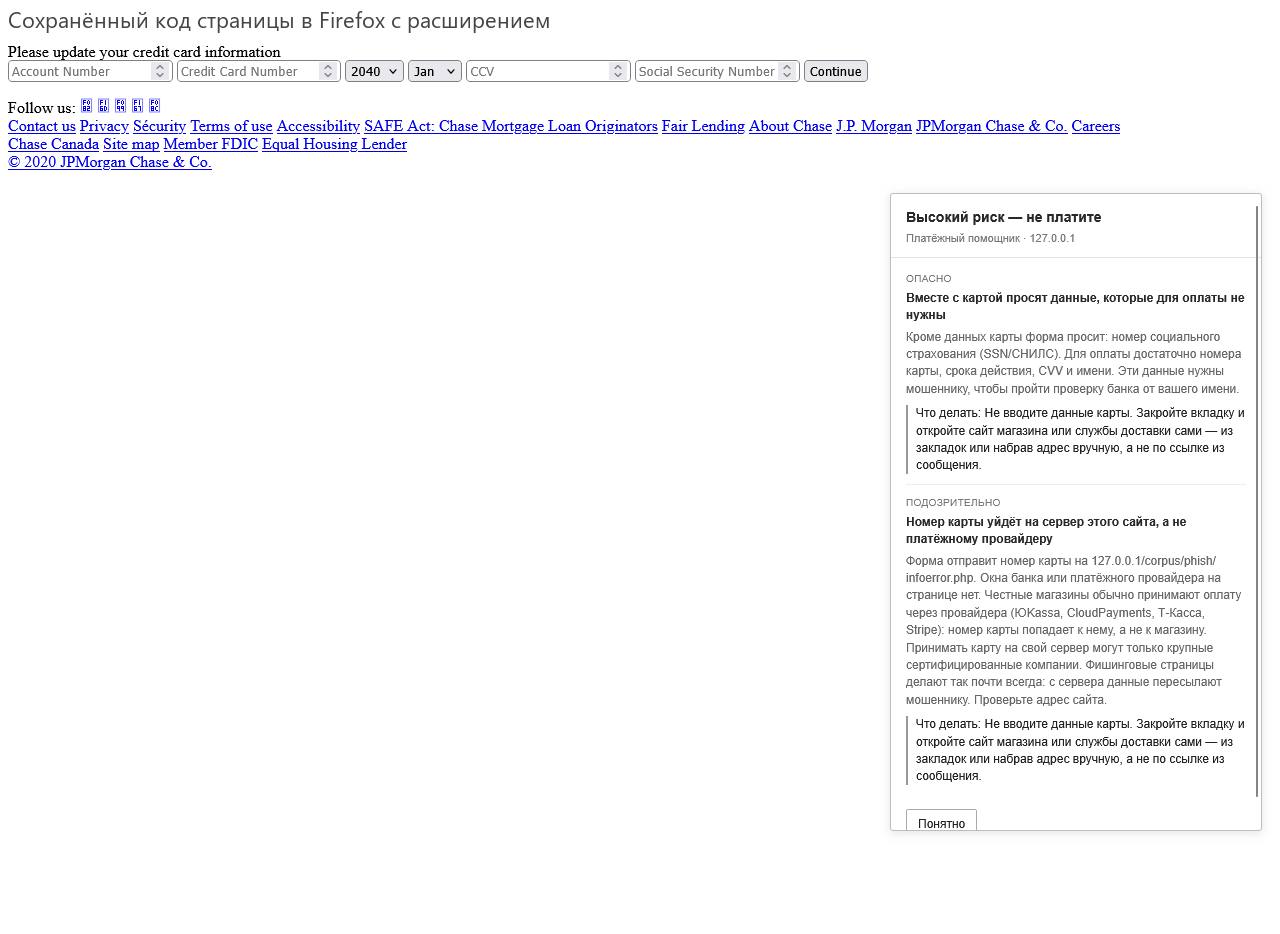 Сохранённый код страницы в Firefox с расширением
Please update your credit card information
Account Number Credit Card Number 2040 Jan CCV Social Security Number Continue
Follow us:
Contact us Privacy Sécurity Terms of use Accessibility SAFE Act: Chase Mortgage Loan Originators Fair Lending About Chase J.P. Morgan JPMorgan Chase & Co. Careers
Chase Canada Site map Member FDIC Equal Housing Lender
© 2020 JPMorgan Chase & Co.
Высокий риск — не платите
Платёжный помощник · 127.0.0.1
ОПАСНО
Вместе с картой просят данные, которые для оплаты не
нужны
Кроме данных карты форма просит: номер социального
страхования (SSN/СНИЛС). Для оплаты достаточно номера
карты, срока действия, CVV и имени. Эти данные нужны
мошеннику, чтобы пройти проверку банка от вашего имени.
Что делать: Не вводите данные карты. Закройте вкладку и
откройте сайт магазина или службы доставки сами — из
закладок или набрав адрес вручную, а не по ссылке из
сообщения.
ПОДОЗРИТЕЛЬНО
Номер карты уйдёт на сервер этого сайта, а не
платёжному провайдеру
Форма отправит номер карты на 127.0.0.1/corpus/phish/
infoerror.php. Окна банка или платёжного провайдера на
странице нет. Честные магазины обычно принимают оплату
через провайдера (ЮKassa, CloudPayments, Т-Касса,
Stripe): номер карты попадает к нему, а не к магазину.
Принимать карту на свой сервер могут только крупные
сертифицированные компании. Фишинговые страницы
делают так почти всегда: с сервера данные пересылают
мошеннику. Проверьте адрес сайта.
Что делать: Не вводите данные карты. Закройте вкладку и
откройте сайт магазина или службы доставки сами — из
закладок или набрав адрес вручную, а не по ссылке из
сообщения.
Понятно